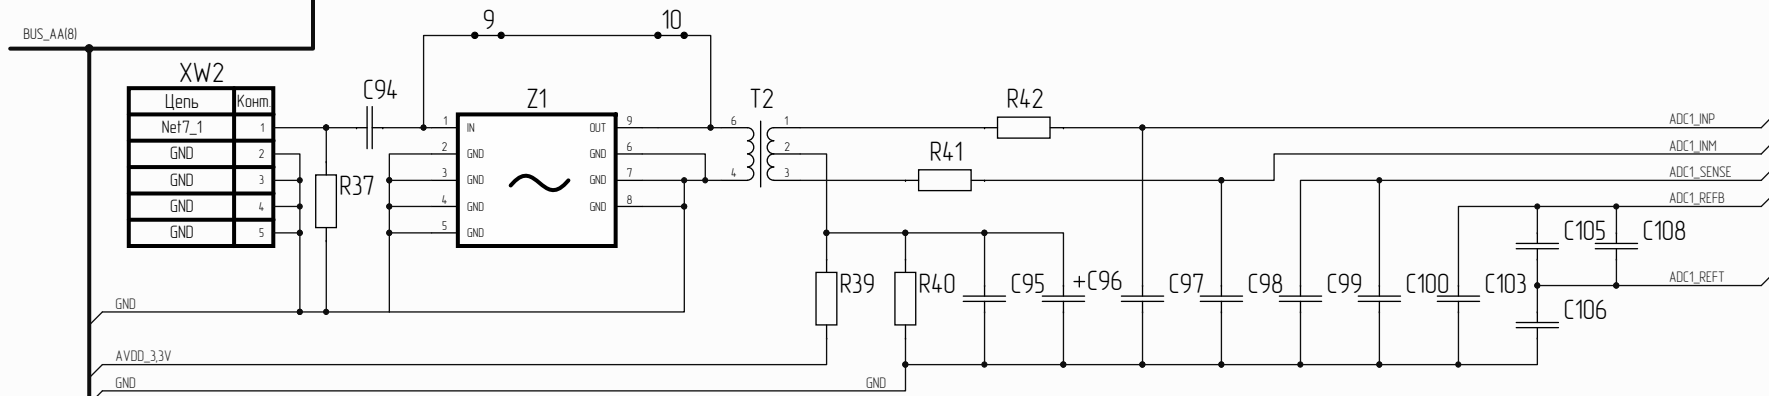 9 10
BUS_AA(8)
XW2
C94 Z1 T2 R42
Цепь Конт.
Net7_1 1 1 IN OUT 9 6 1 ADC1_INP
GND 2 2 GND GND 6 2 R41 ADC1_INM
GND 3 R37 3 GND GND 7 4 3 ADC1_SENSE
GND 4 4 GND GND 8 ADC1_REFB
GND 5 5 GND C105 C108
R39 R40 C95 +C96 C97 C98 C99 C100 C103 ADC1_REFT
GND C106
AVDD_3,3V
GND GND